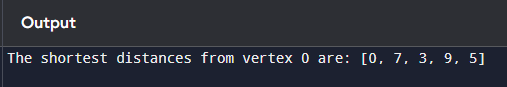 Output
The shortest distances from vertex 0 are: [0, 7, 3, 9, 5]